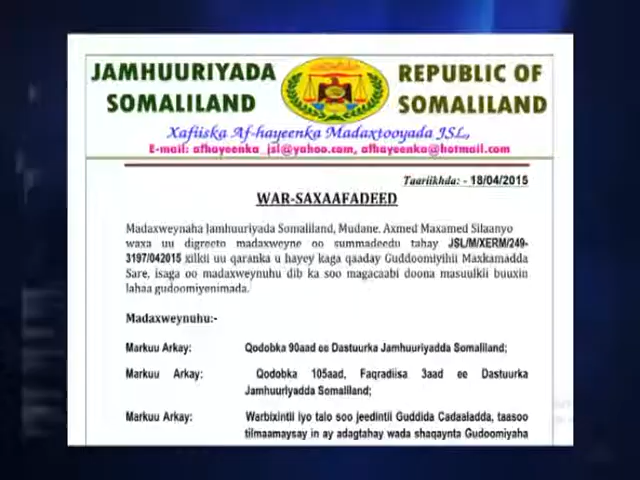 JAMHUURIYADA
SOMALILAND
REPUBLIC OF
SOMALILAND
Xafiiska Af-hayeenka Madaxtooyada JSL,
E-mail: afhayeenka_jsl@yahoo.com, afhayeenka@hotmail.com
Taariikhda: - 18/04/2015
WAR-SAXAAFADEED
Madaxweynaha Jamhuuriyada Somaliland, Mudane. Axmed Maxamed Silaanyo
waxa uu digreeto madaxweyne oo summadeedu tahay JSL/M/XERM/249-
3197/042015 xilkii uu qaranka u hayey kaga qaaday Guddoomiyihii Maxkamadda
Sare, isaga oo madaxweynuhu dib ka soo magacaabi doona masuulkii buuxin
lahaa gudoomiyenimada.
Madaxweynuhu:-
Markuu Arkay: Qodobka 90aad ee Dastuurka Jamhuuriyadda Somaliland;
Markuu Arkay: Qodobka 105aad, Faqradiisa 3aad ee Dastuurka
Jamhuuriyadda Somaliland;
Markuu Arkay: Warbixintii iyo talo soo jeedintii Guddida Cadaaladda, taasoo
tilmaamaysay in ay adagtahay wada shaqaynta Gudoomiyaha